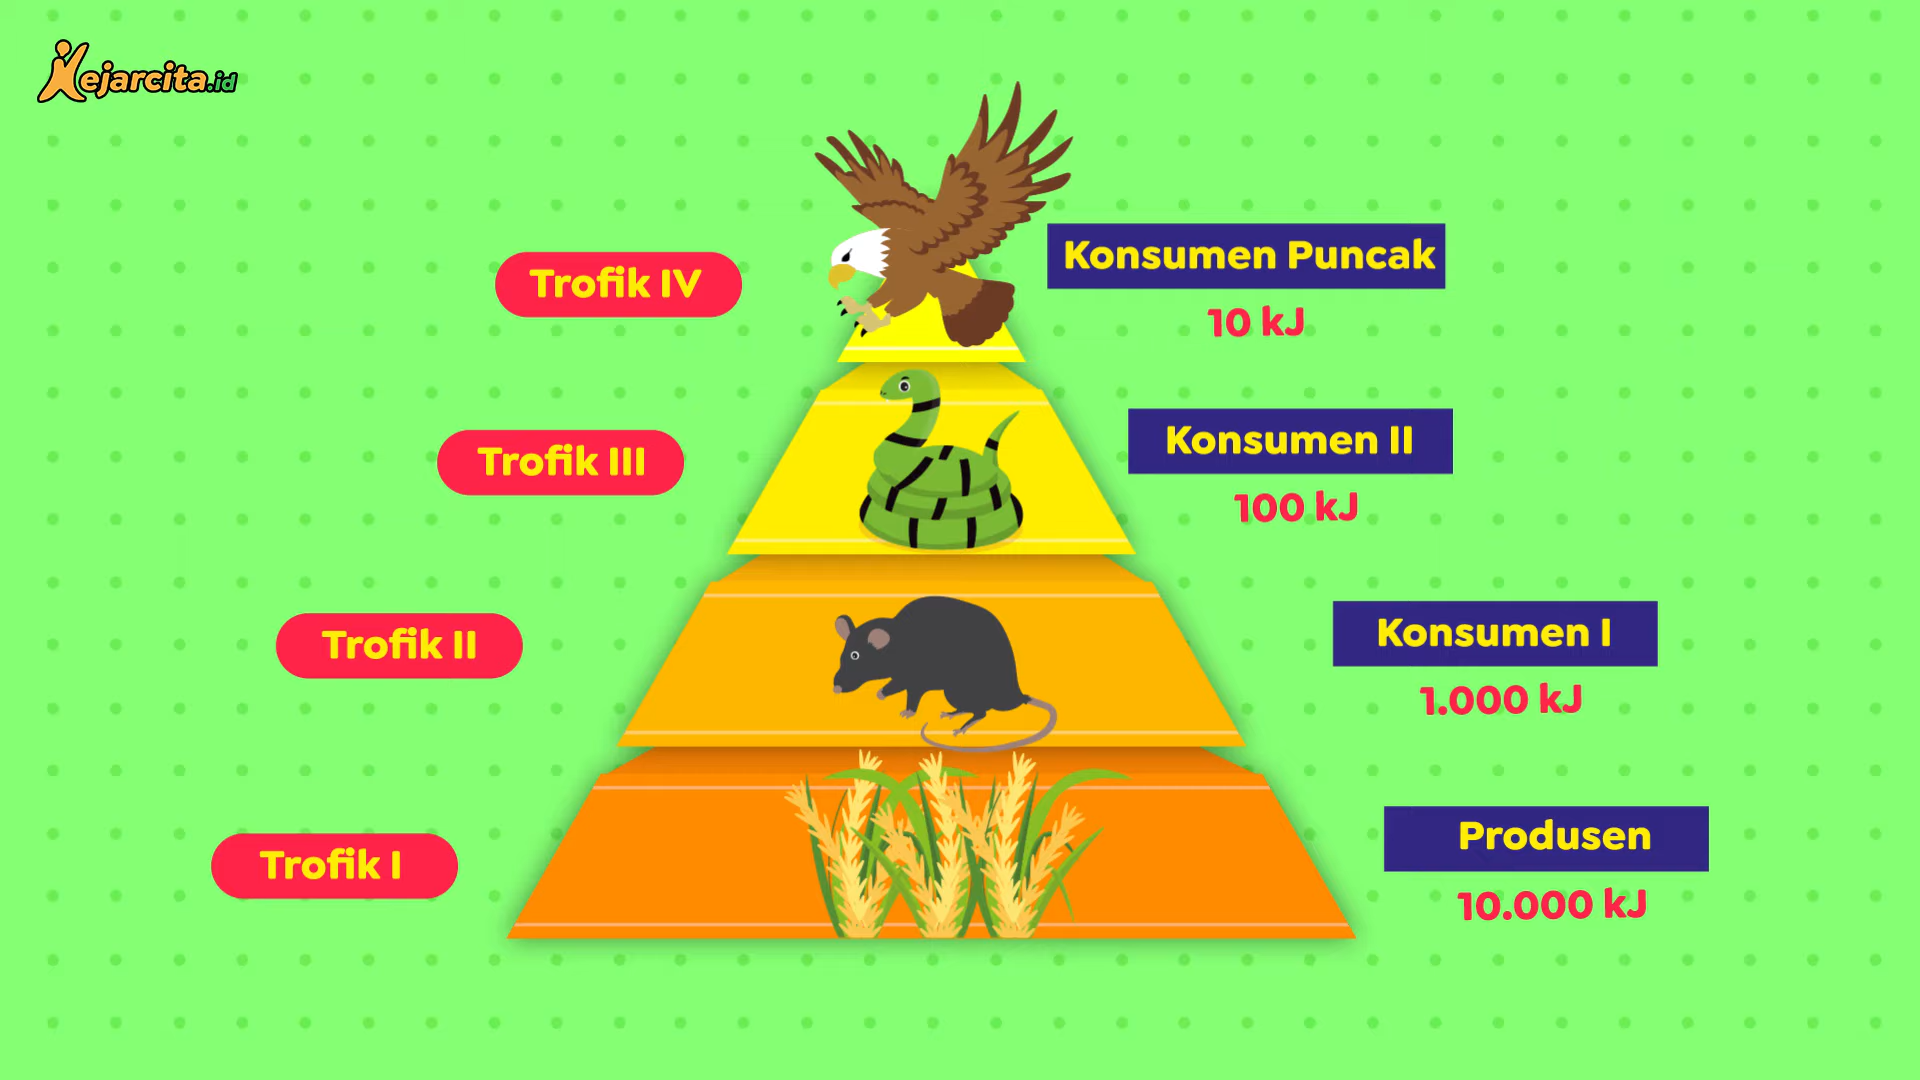 Kejarcita.id
Trofik IV
Konsumen Puncak
10 kJ
Trofik III
Konsumen II
100 kJ
Trofik II
Konsumen I
1.000 kJ
Trofik I
Produsen
10.000 kJ